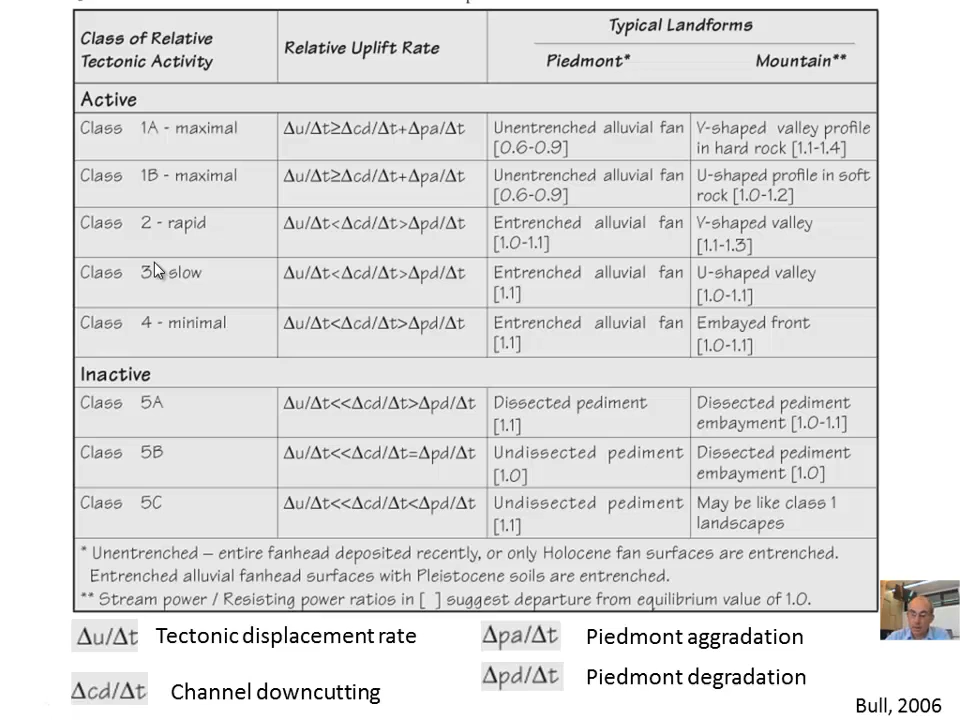 Class of Relative
Tectonic Activity
Relative Uplift Rate
Typical Landforms
Piedmont*
Mountain**
Active
Class 1A - maximal
Δu/Δt≥Δcd/Δt+Δpa/Δt
Unentrenched alluvial fan
[0.6-0.9]
V-shaped valley profile
in hard rock [1.1-1.4]
Class 1B - maximal
Δu/Δt≥Δcd/Δt+Δpa/Δt
Unentrenched alluvial fan
[0.6-0.9]
U-shaped profile in soft
rock [1.0-1.2]
Class 2 - rapid
Δu/Δt<Δcd/Δt>Δpd/Δt
Entrenched alluvial fan
[1.0-1.1]
V-shaped valley
[1.1-1.3]
Class 3 slow
Δu/Δt<Δcd/Δt>Δpd/Δt
Entrenched alluvial fan
[1.1]
U-shaped valley
[1.0-1.1]
Class 4 - minimal
Δu/Δt<Δcd/Δt>Δpd/Δt
Entrenched alluvial fan
[1.1]
Embayed front
[1.0-1.1]
Inactive
Class 5A
Δu/Δt<<Δcd/Δt>Δpd/Δt
Dissected pediment
[1.1]
Dissected pediment
embayment [1.0-1.1]
Class 5B
Δu/Δt<<Δcd/Δt=Δpd/Δt
Undissected pediment
[1.0]
Dissected pediment
embayment [1.0]
Class 5C
Δu/Δt<<Δcd/Δt<Δpd/Δt
Undissected pediment
[1.1]
May be like class 1
landscapes
* Unentrenched – entire fanhead deposited recently, or only Holocene fan surfaces are entrenched.
Entrenched alluvial fanhead surfaces with Pleistocene soils are entrenched.
** Stream power / Resisting power ratios in [ ] suggest departure from equilibrium value of 1.0.
Δu/Δt Tectonic displacement rate
Δpa/Δt Piedmont aggradation
Δcd/Δt Channel downcutting
Δpd/Δt Piedmont degradation
Bull, 2006